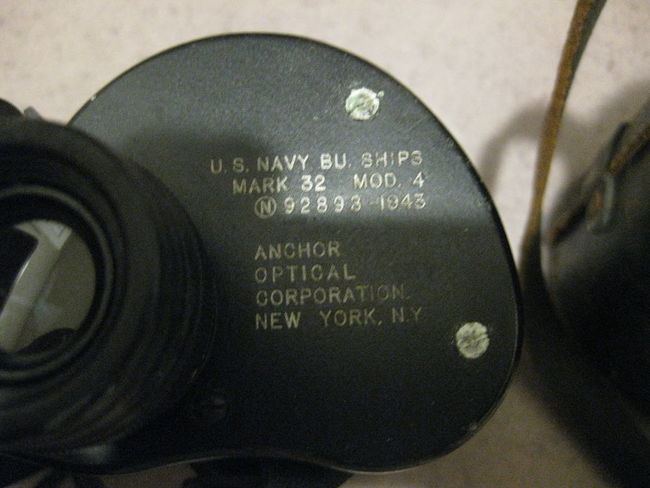 U.S. NAVY BU. SHIPS
MARK 32 MOD. 4
Ⓝ 92893-1943
ANCHOR
OPTICAL
CORPORATION.
NEW YORK, N.Y